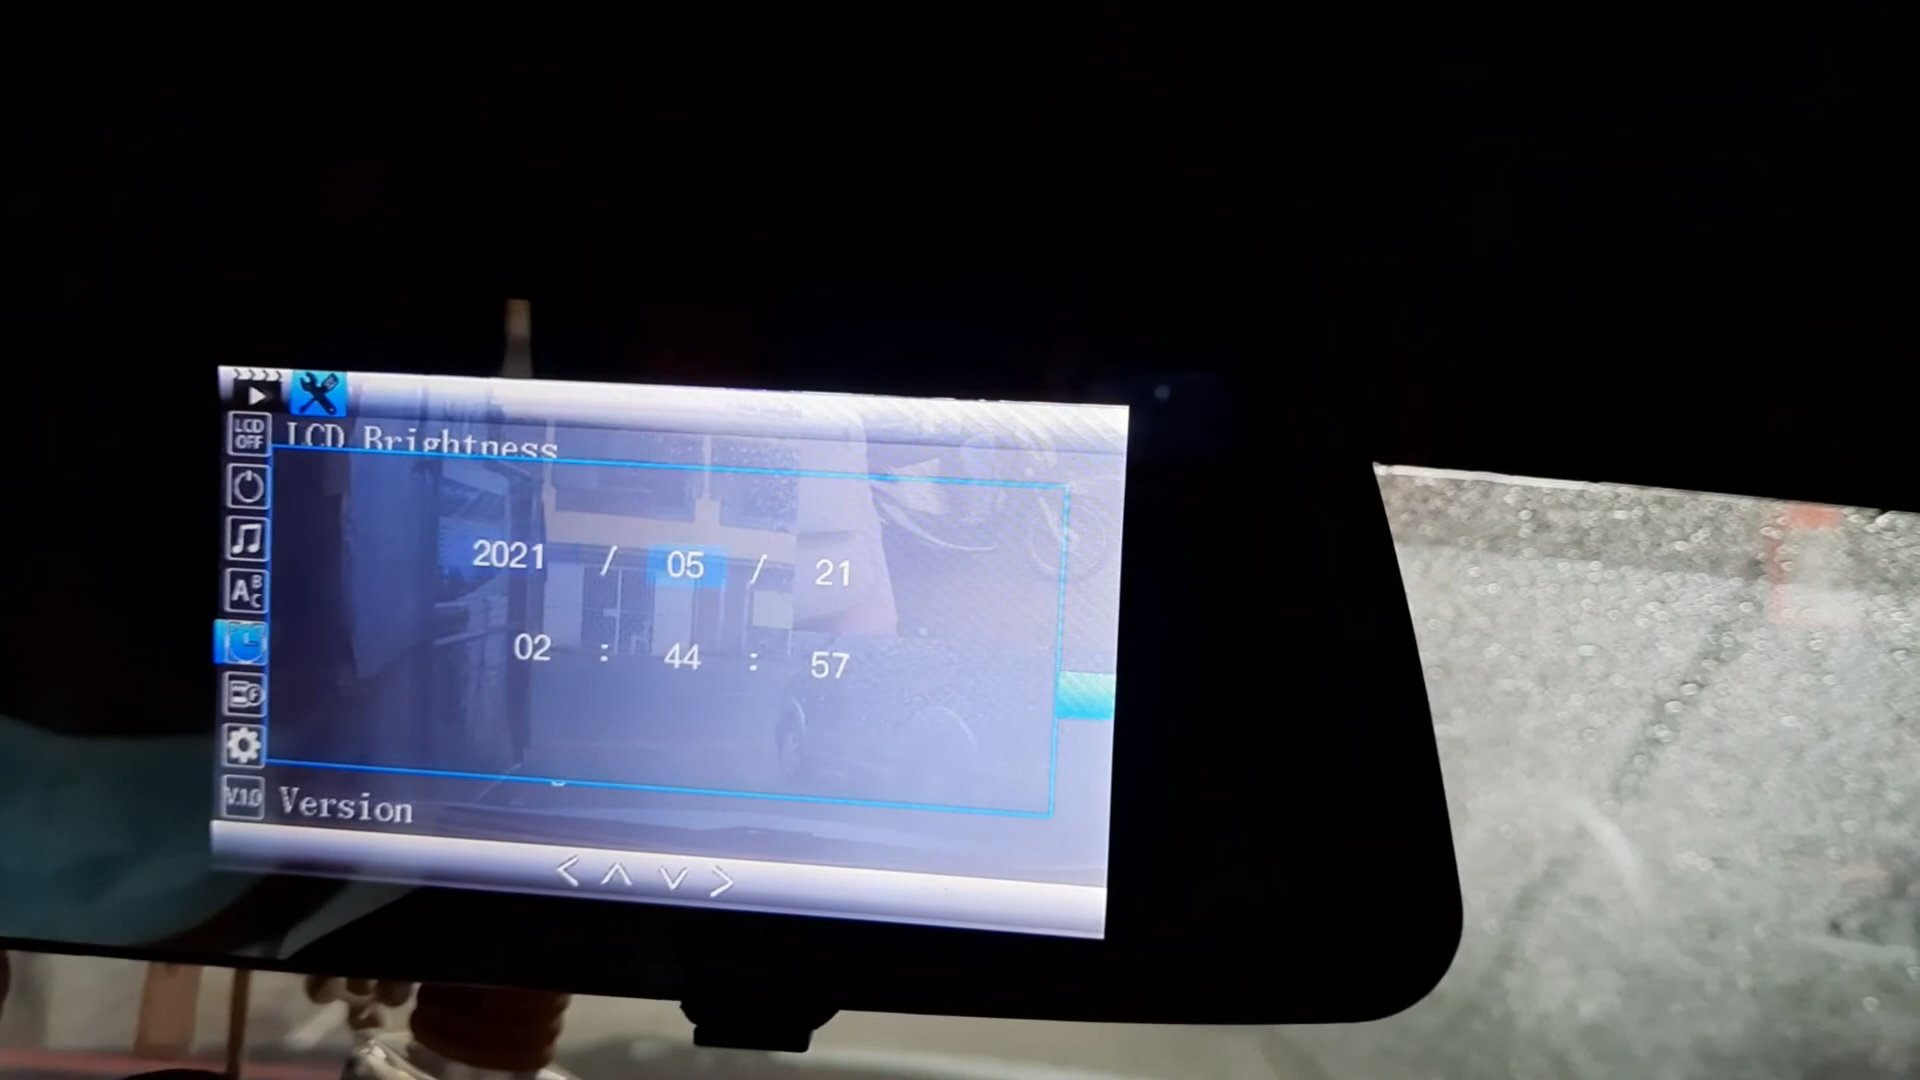 LCD OFF
LCD Brightness
A B C
2021 / 05 / 21
02 : 44 : 57
F
V1.0 Version